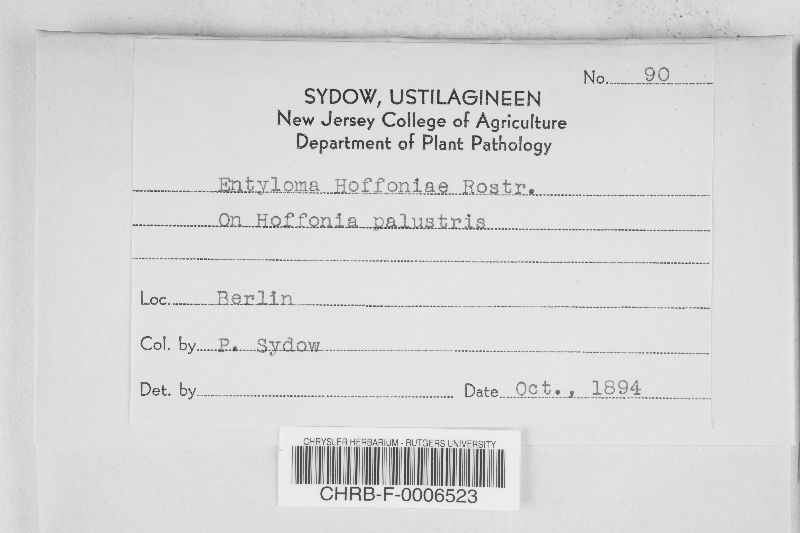 No. 90
SYDOW, USTILAGINEEN
New Jersey College of Agriculture
Department of Plant Pathology
Entyloma Hoffoniae Rostr.
On Hoffonia palustris
Loc. Berlin
Col. by P. Sydow
Det. by Date Oct., 1894
CHRYSLER HERBARIUM - RUTGERS UNIVERSITY
CHRB-F-0006523